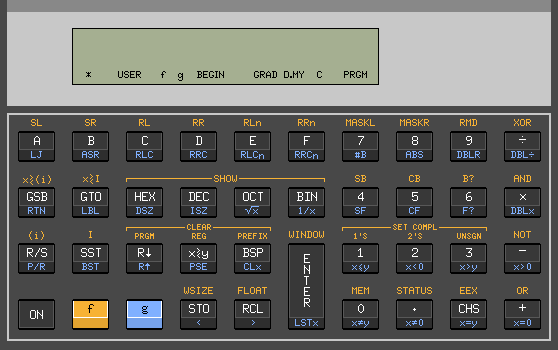 * USER f g BEGIN GRAD D.MY C PRGM
SL SR RL RR RLn RRn MASKL MASKR RMD XOR
A B C D E F 7 8 9 ÷
LJ ASR RLC RRC RLCn RRCn #B ABS DBLR DBL÷
x≷(i) x≷I SHOW SB CB B? AND
GSB GTO HEX DEC OCT BIN 4 5 6 ×
RTN LBL DSZ ISZ √x 1/x SF CF F? DBLx
(i) I CLEAR SET COMPL
PRGM REG PREFIX WINDOW 1'S 2'S UNSGN NOT
R/S SST R↓ x≷y BSP ENTER 1 2 3 −
P/R BST R↑ PSE CLx x≤y x<0 x>y x>0
WSIZE FLOAT MEM STATUS EEX OR
ON f g STO RCL 0 . CHS +
< > LSTx x≠y x≠0 x=y x=0